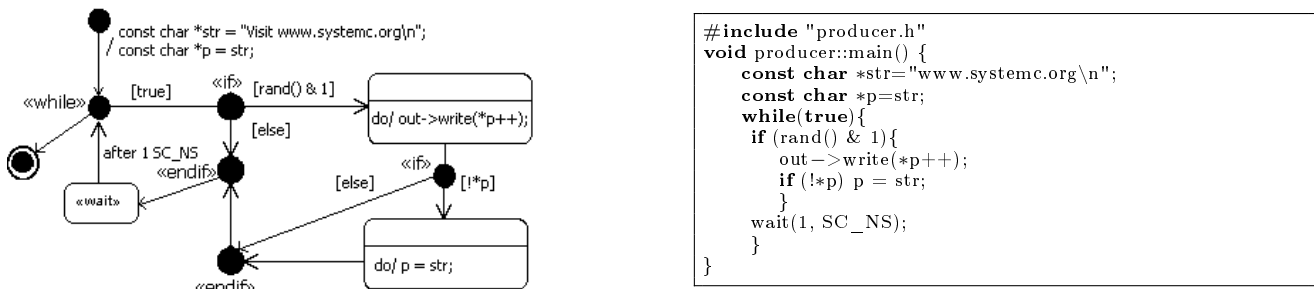 const char *str = "Visit www.systemc.org\n";
/ const char *p = str;
«while»
[true]
«if»
[rand() & 1]
do/ out->write(*p++);
[else]
after 1 SC_NS
«endif»
«wait»
[else]
«if»
[!*p]
do/ p = str;
«endif»
#include "producer.h"
void producer::main() {
const char *str="www.systemc.org\n";
const char *p=str;
while(true){
if (rand() & 1){
out->write(*p++);
if (!*p) p = str;
}
wait(1, SC_NS);
}
}